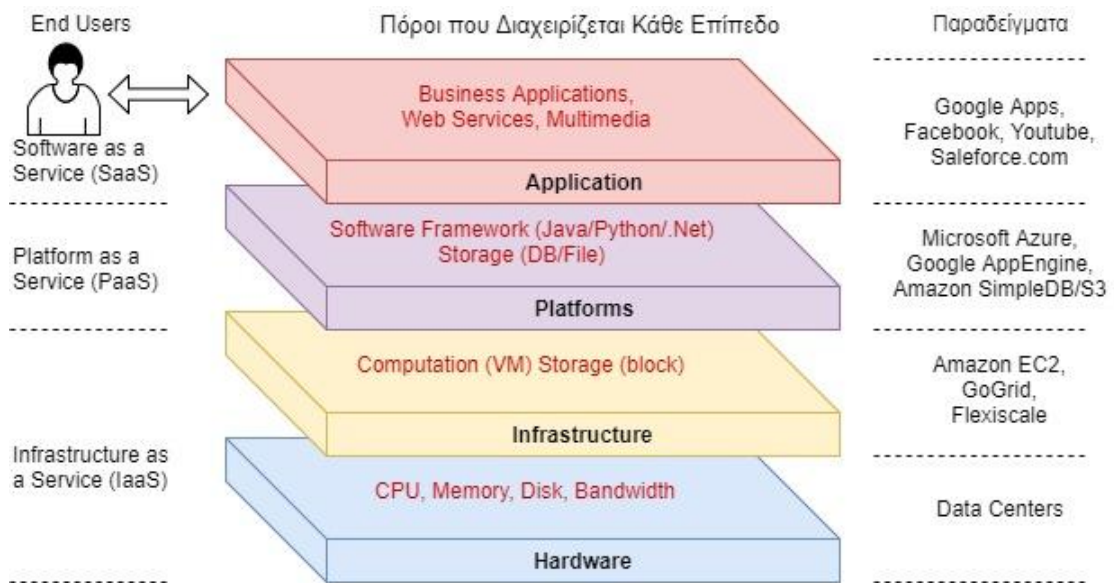 End Users
Πόροι που Διαχειρίζεται Κάθε Επίπεδο
Παραδείγματα
Business Applications,
Web Services, Multimedia
Application
Google Apps,
Facebook, Youtube,
Saleforce.com
Software as a
Service (SaaS)
Software Framework (Java/Python/.Net)
Storage (DB/File)
Platforms
Platform as a
Service (PaaS)
Microsoft Azure,
Google AppEngine,
Amazon SimpleDB/S3
Computation (VM) Storage (block)
Infrastructure
Amazon EC2,
GoGrid,
Flexiscale
Infrastructure as
a Service (IaaS)
CPU, Memory, Disk, Bandwidth
Hardware
Data Centers